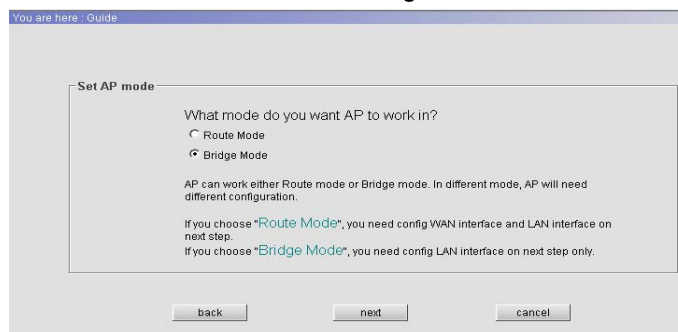 You are here : Guide
Set AP mode
What mode do you want AP to work in?
Route Mode
Bridge Mode
AP can work either Route mode or Bridge mode. In different mode, AP will need
different configuration.
If you choose "Route Mode", you need config WAN interface and LAN interface on
next step.
If you choose "Bridge Mode", you need config LAN interface on next step only.
back next cancel